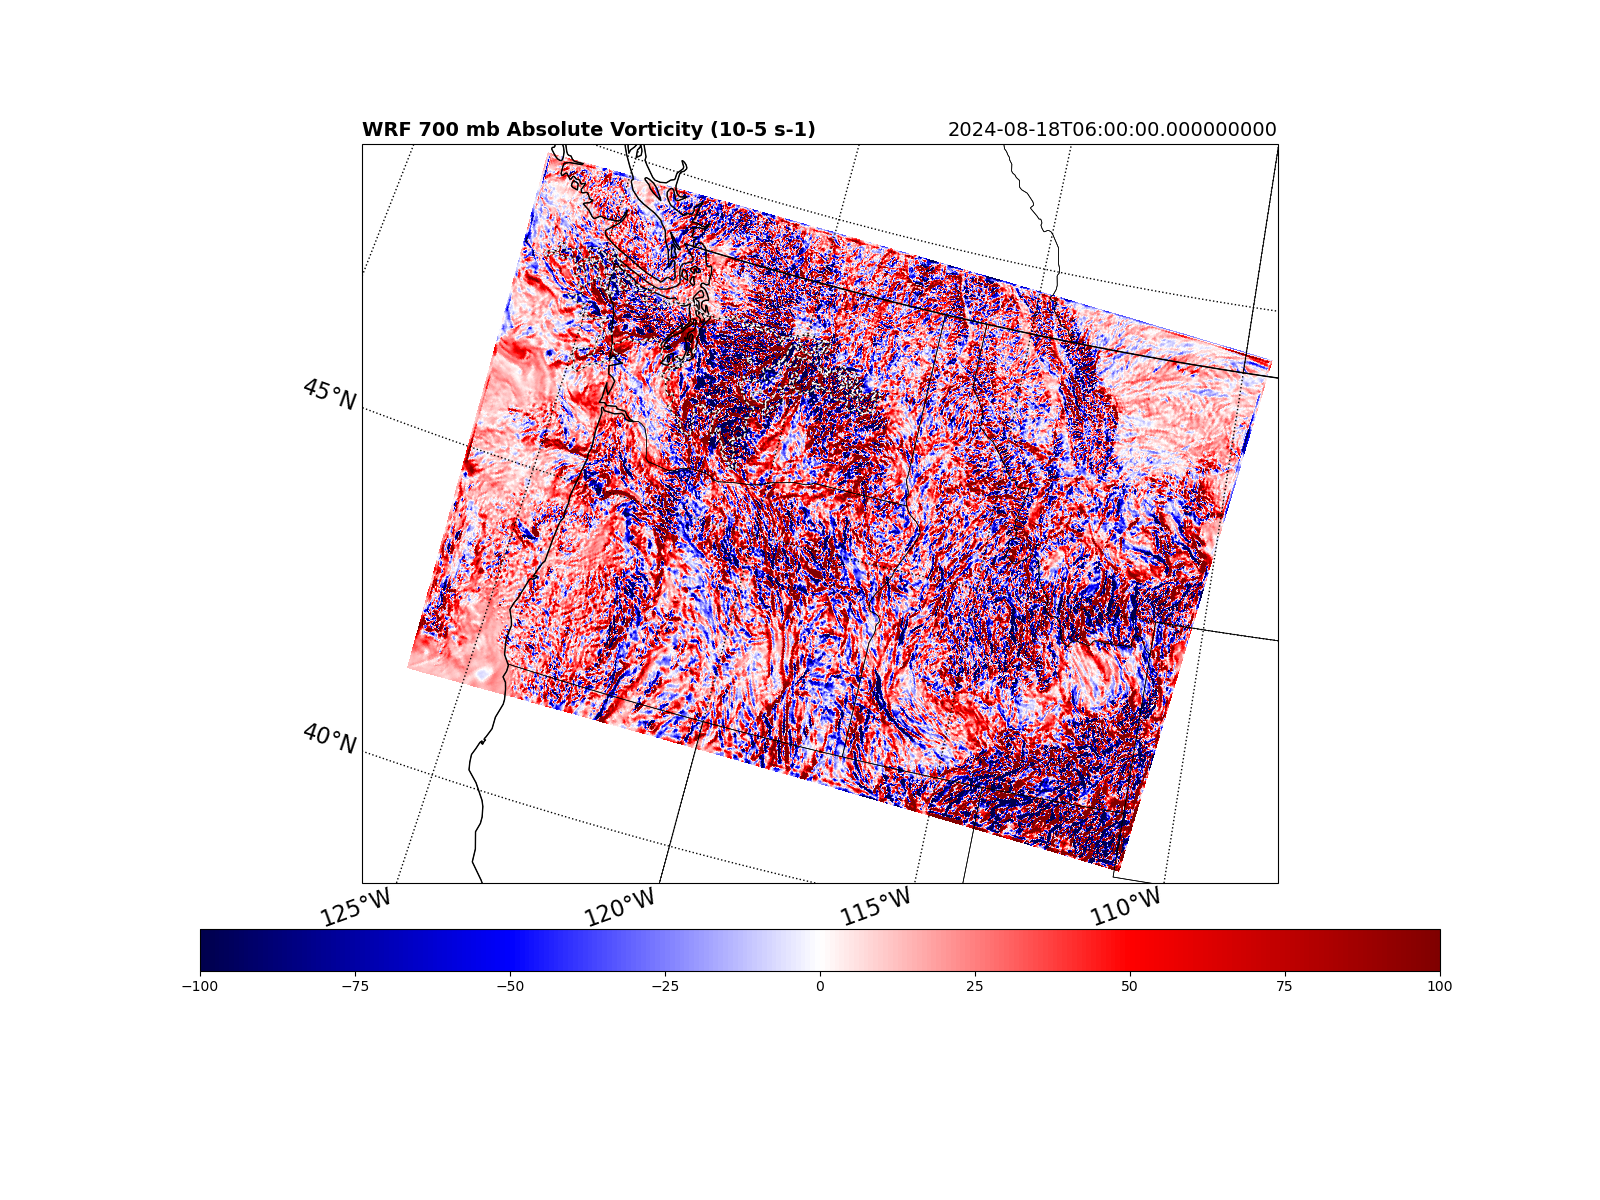 WRF 700 mb Absolute Vorticity (10-5 s-1) 2024-08-18T06:00:00.000000000
45°N
40°N
125°W 120°W 115°W 110°W
−100 −75 −50 −25 0 25 50 75 100